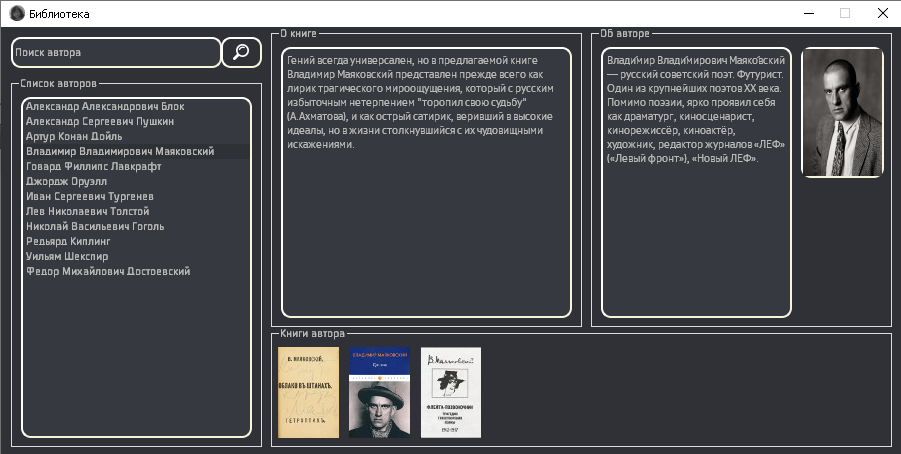 Библиотека
Поиск автора
Список авторов
Александр Александрович Блок
Александр Сергеевич Пушкин
Артур Конан Дойль
Владимир Владимирович Маяковский
Говард Филлипс Лавкрафт
Джордж Оруэлл
Иван Сергеевич Тургенев
Лев Николаевич Толстой
Николай Васильевич Гоголь
Редьярд Киплинг
Уильям Шекспир
Федор Михайлович Достоевский
О книге
Гений всегда универсален, но в предлагаемой книге
Владимир Маяковский представлен прежде всего как
лирик трагического мироощущения, который с русским
избыточным нетерпением "торопил свою судьбу"
(А.Ахматова), и как острый сатирик, веривший в высокие
идеалы, но в жизни столкнувшийся с их чудовищными
искажениями.
Об авторе
Влади́мир Влади́мирович Маяко́вский
— русский советский поэт. Футурист.
Один из крупнейших поэтов XX века.
Помимо поэзии, ярко проявил себя
как драматург, киносценарист,
кинорежиссёр, киноактёр,
художник, редактор журналов «ЛЕФ»
(«Левый фронт»), «Новый ЛЕФ».
Книги автора
В. МАЯКОВСКІЙ.
ОБЛАКО ВЪ ШТАНАХЪ.
ТЕТРАПТИХЪ.
ВЛАДИМИР МАЯКОВСКИЙ
В. Маяковский
ФЛЕЙТА-ПОЗВОНОЧНИК
ТРАГЕДИЯ
СТИХОТВОРЕНИЯ
ПОЭМЫ
1912-1917